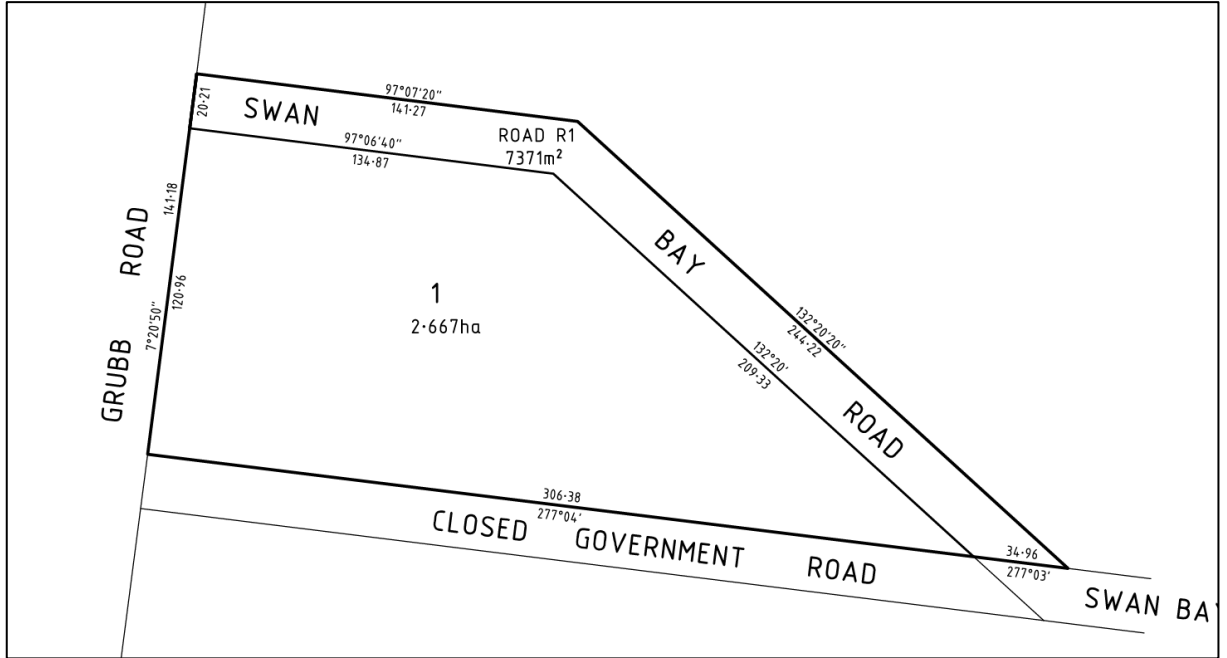 97°07'20"
141·27
20·21
SWAN
ROAD R1
7371m²
97°06'40"
134·87
141·18
GRUBB ROAD
7°20'50"
120·96
BAY
1
2·667ha
132°20'20"
244·22
132°20'
209·33
ROAD
306·38
277°04'
CLOSED GOVERNMENT ROAD
34·96
277°03'
SWAN BAY